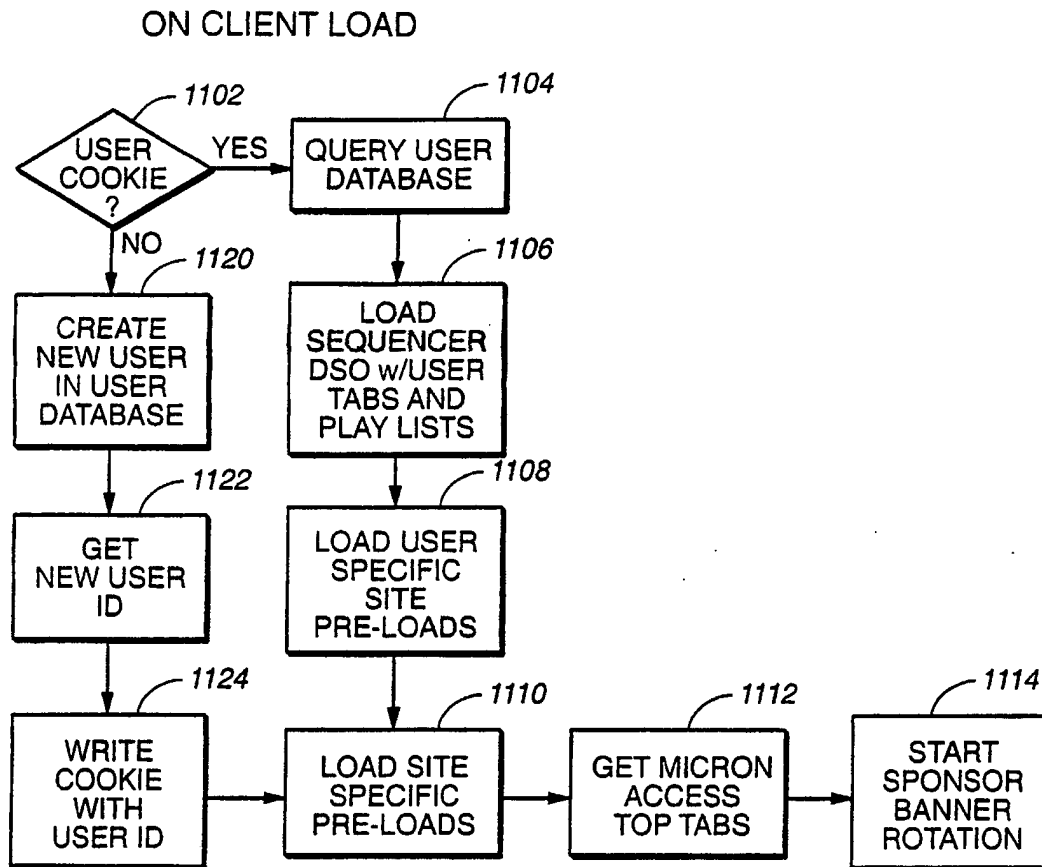 ON CLIENT LOAD
1102
USER
COOKIE
?
YES
NO
1104
QUERY USER
DATABASE
1106
LOAD
SEQUENCER
DSO w/USER
TABS AND
PLAY LISTS
1108
LOAD USER
SPECIFIC
SITE
PRE-LOADS
1120
CREATE
NEW USER
IN USER
DATABASE
1122
GET
NEW USER
ID
1124
WRITE
COOKIE
WITH
USER ID
1110
LOAD SITE
SPECIFIC
PRE-LOADS
1112
GET MICRON
ACCESS
TOP TABS
1114
START
SPONSOR
BANNER
ROTATION